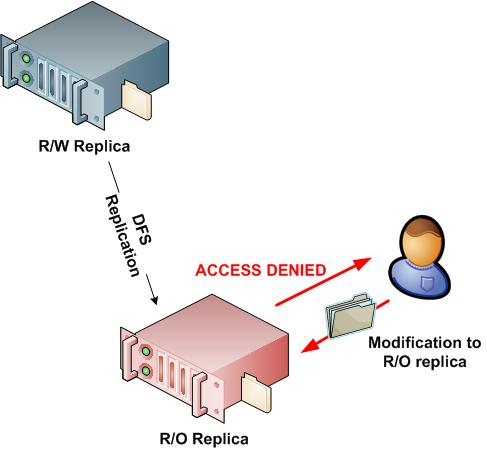 R/W Replica
DFS
Replication
ACCESS DENIED
Modification to
R/O replica
R/O Replica